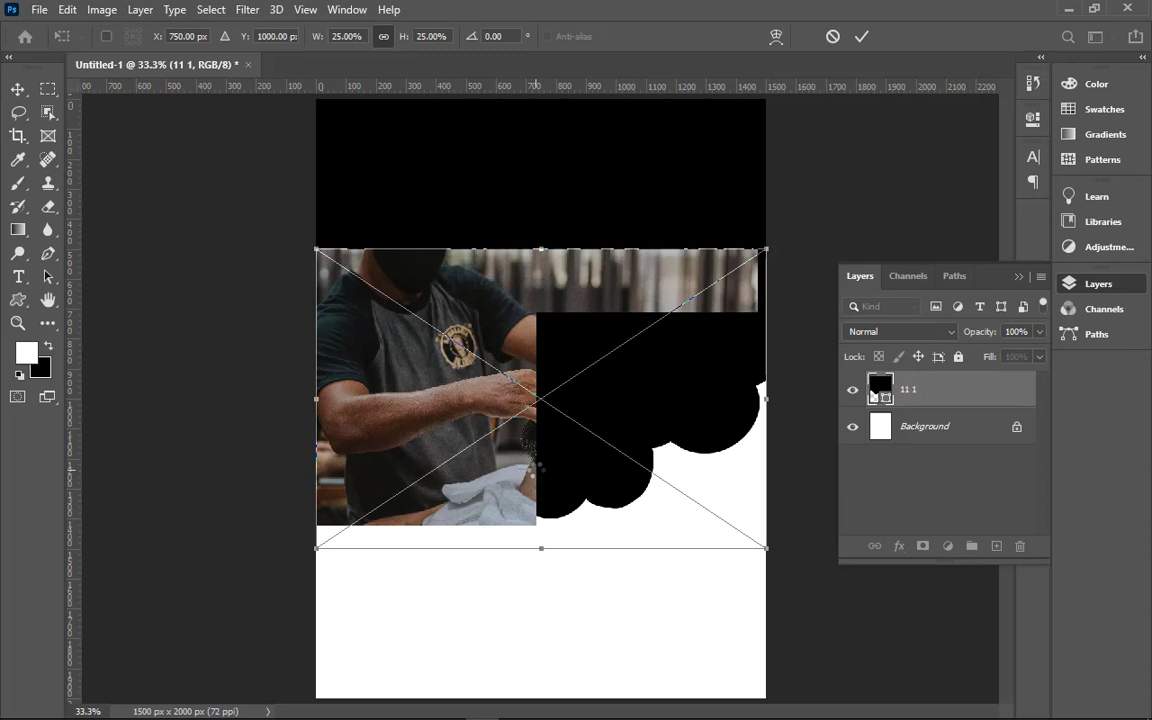 Ps File Edit Image Layer Type Select Filter 3D View Window Help
X: 750.00 px Y: 1000.00 px W: 25.00% H: 25.00% 0.00 ° Anti-alias
Untitled-1 @ 33.3% (11 1, RGB/8) *
700 600 500 400 300 200 100 0 100 200 300 400 500 600 700 800 900 1000 1100 1200 1300 1400 1500 1600 1700 1800 1900 2000 2100 2200
Color
Swatches
Gradients
Patterns
Learn
Libraries
Adjustme...
Layers
Channels
Paths
Layers Channels Paths
Kind
Normal Opacity: 100%
Lock: Fill: 100%
11 1
Background
fx
33.3% 1500 px x 2000 px (72 ppi)